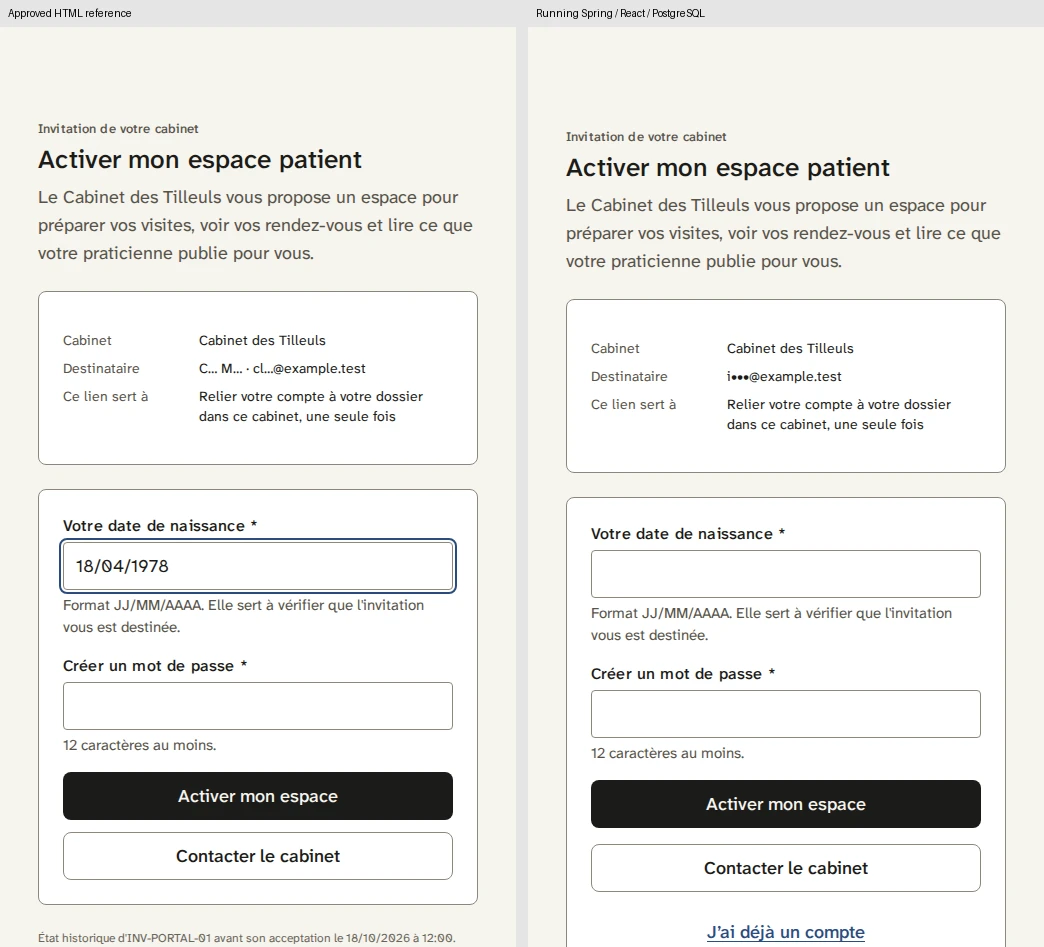 Approved HTML reference
Invitation de votre cabinet
Activer mon espace patient
Le Cabinet des Tilleuls vous propose un espace pour
préparer vos visites, voir vos rendez-vous et lire ce que
votre praticienne publie pour vous.
Cabinet Cabinet des Tilleuls
Destinataire C... M... · cl...@example.test
Ce lien sert à Relier votre compte à votre dossier
dans ce cabinet, une seule fois
Votre date de naissance *
18/04/1978
Format JJ/MM/AAAA. Elle sert à vérifier que l'invitation
vous est destinée.
Créer un mot de passe *
12 caractères au moins.
Activer mon espace
Contacter le cabinet
État historique d'INV-PORTAL-01 avant son acceptation le 18/10/2026 à 12:00.
Running Spring / React / PostgreSQL
Invitation de votre cabinet
Activer mon espace patient
Le Cabinet des Tilleuls vous propose un espace pour
préparer vos visites, voir vos rendez-vous et lire ce que
votre praticienne publie pour vous.
Cabinet Cabinet des Tilleuls
Destinataire i•••@example.test
Ce lien sert à Relier votre compte à votre dossier
dans ce cabinet, une seule fois
Votre date de naissance *
Format JJ/MM/AAAA. Elle sert à vérifier que l'invitation
vous est destinée.
Créer un mot de passe *
12 caractères au moins.
Activer mon espace
Contacter le cabinet
J'ai déjà un compte